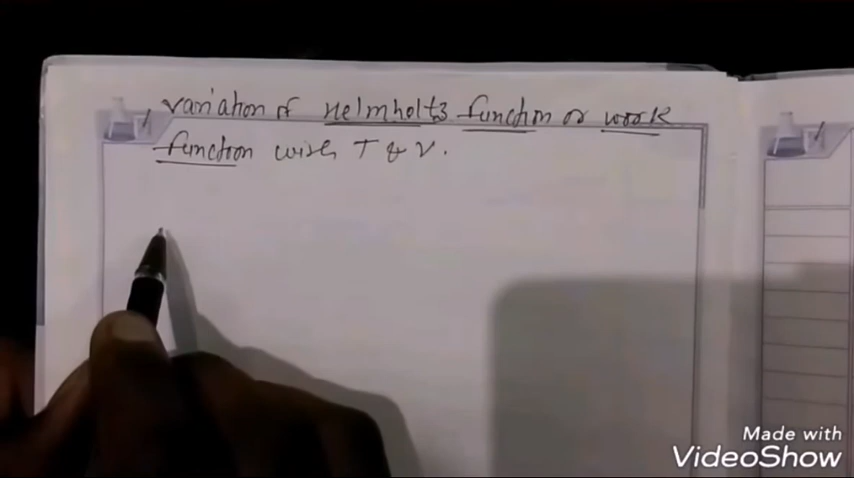 variation of Helmholtz function or work
function with T & V.
Made with
VideoShow